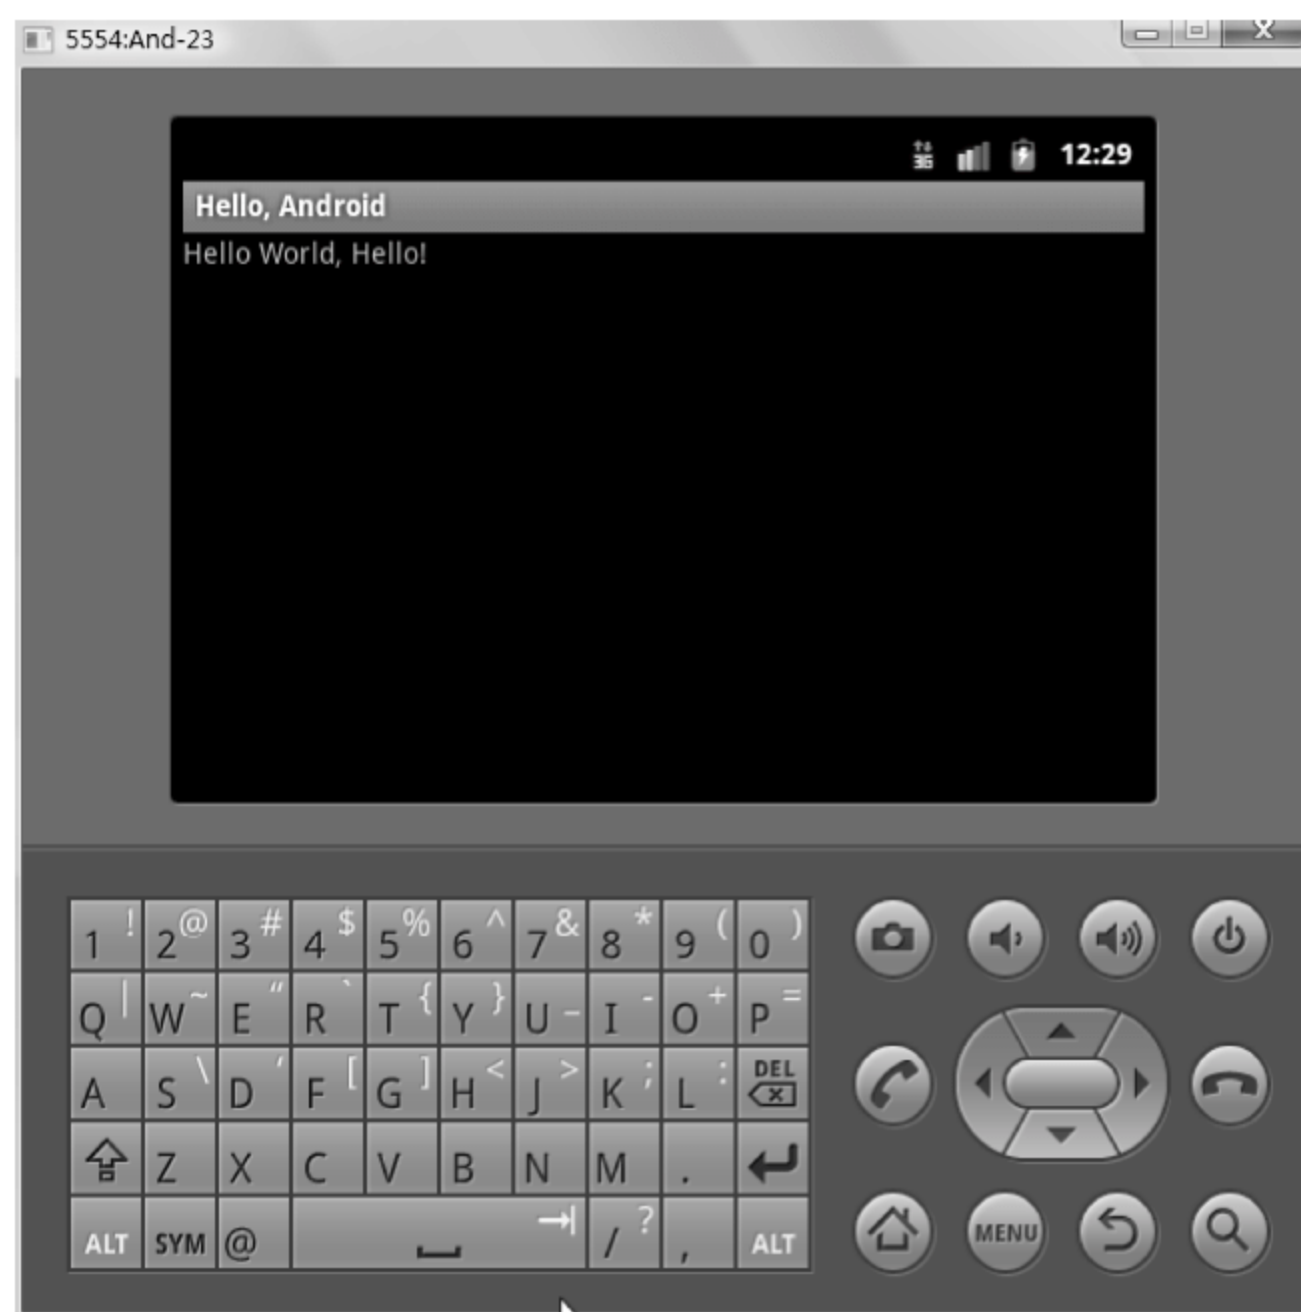 5554:And-23
3G 12:29
Hello, Android
Hello World, Hello!
1 ! 2 @ 3 # 4 $ 5 % 6 ^ 7 & 8 * 9 ( 0 )
Q | W ~ E “ R ` T { Y } U _ I - O + P =
A S \ D ‘ F [ G ] H < J > K ; L : DEL
Z X C V B N M .
ALT SYM @ / ? , ALT
MENU